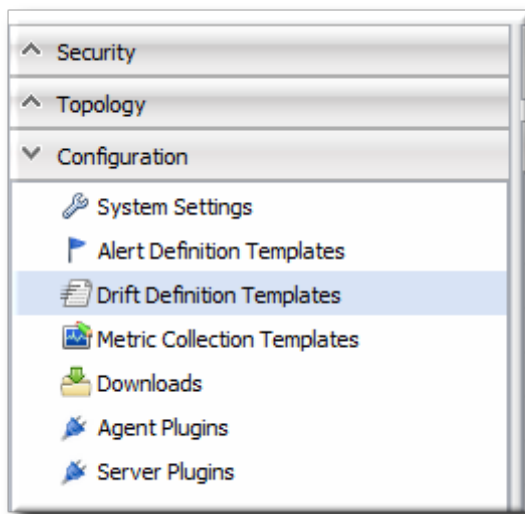 Security
Topology
Configuration
System Settings
Alert Definition Templates
Drift Definition Templates
Metric Collection Templates
Downloads
Agent Plugins
Server Plugins